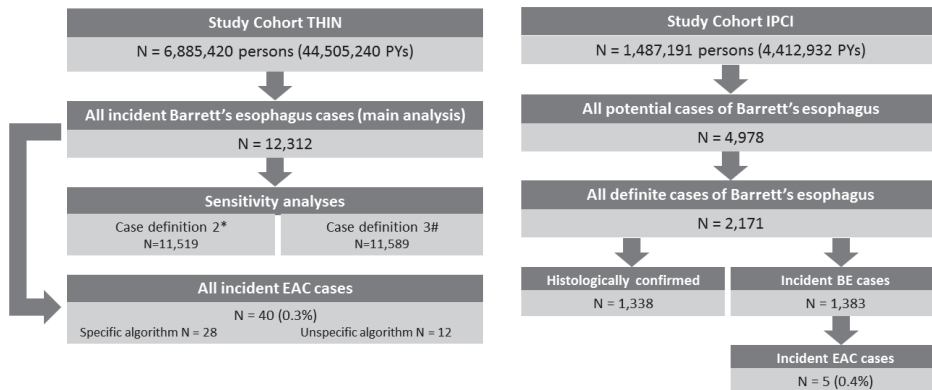 Study Cohort THIN
N = 6,885,420 persons (44,505,240 PYs)
All incident Barrett's esophagus cases (main analysis)
N = 12,312
Sensitivity analyses
Case definition 2*
N=11,519
Case definition 3#
N=11,589
All incident EAC cases
N = 40 (0.3%)
Specific algorithm N = 28
Unspecific algorithm N = 12
Study Cohort IPCI
N = 1,487,191 persons (4,412,932 PYs)
All potential cases of Barrett's esophagus
N = 4,978
All definite cases of Barrett's esophagus
N = 2,171
Histologically confirmed
N = 1,338
Incident BE cases
N = 1,383
Incident EAC cases
N = 5 (0.4%)